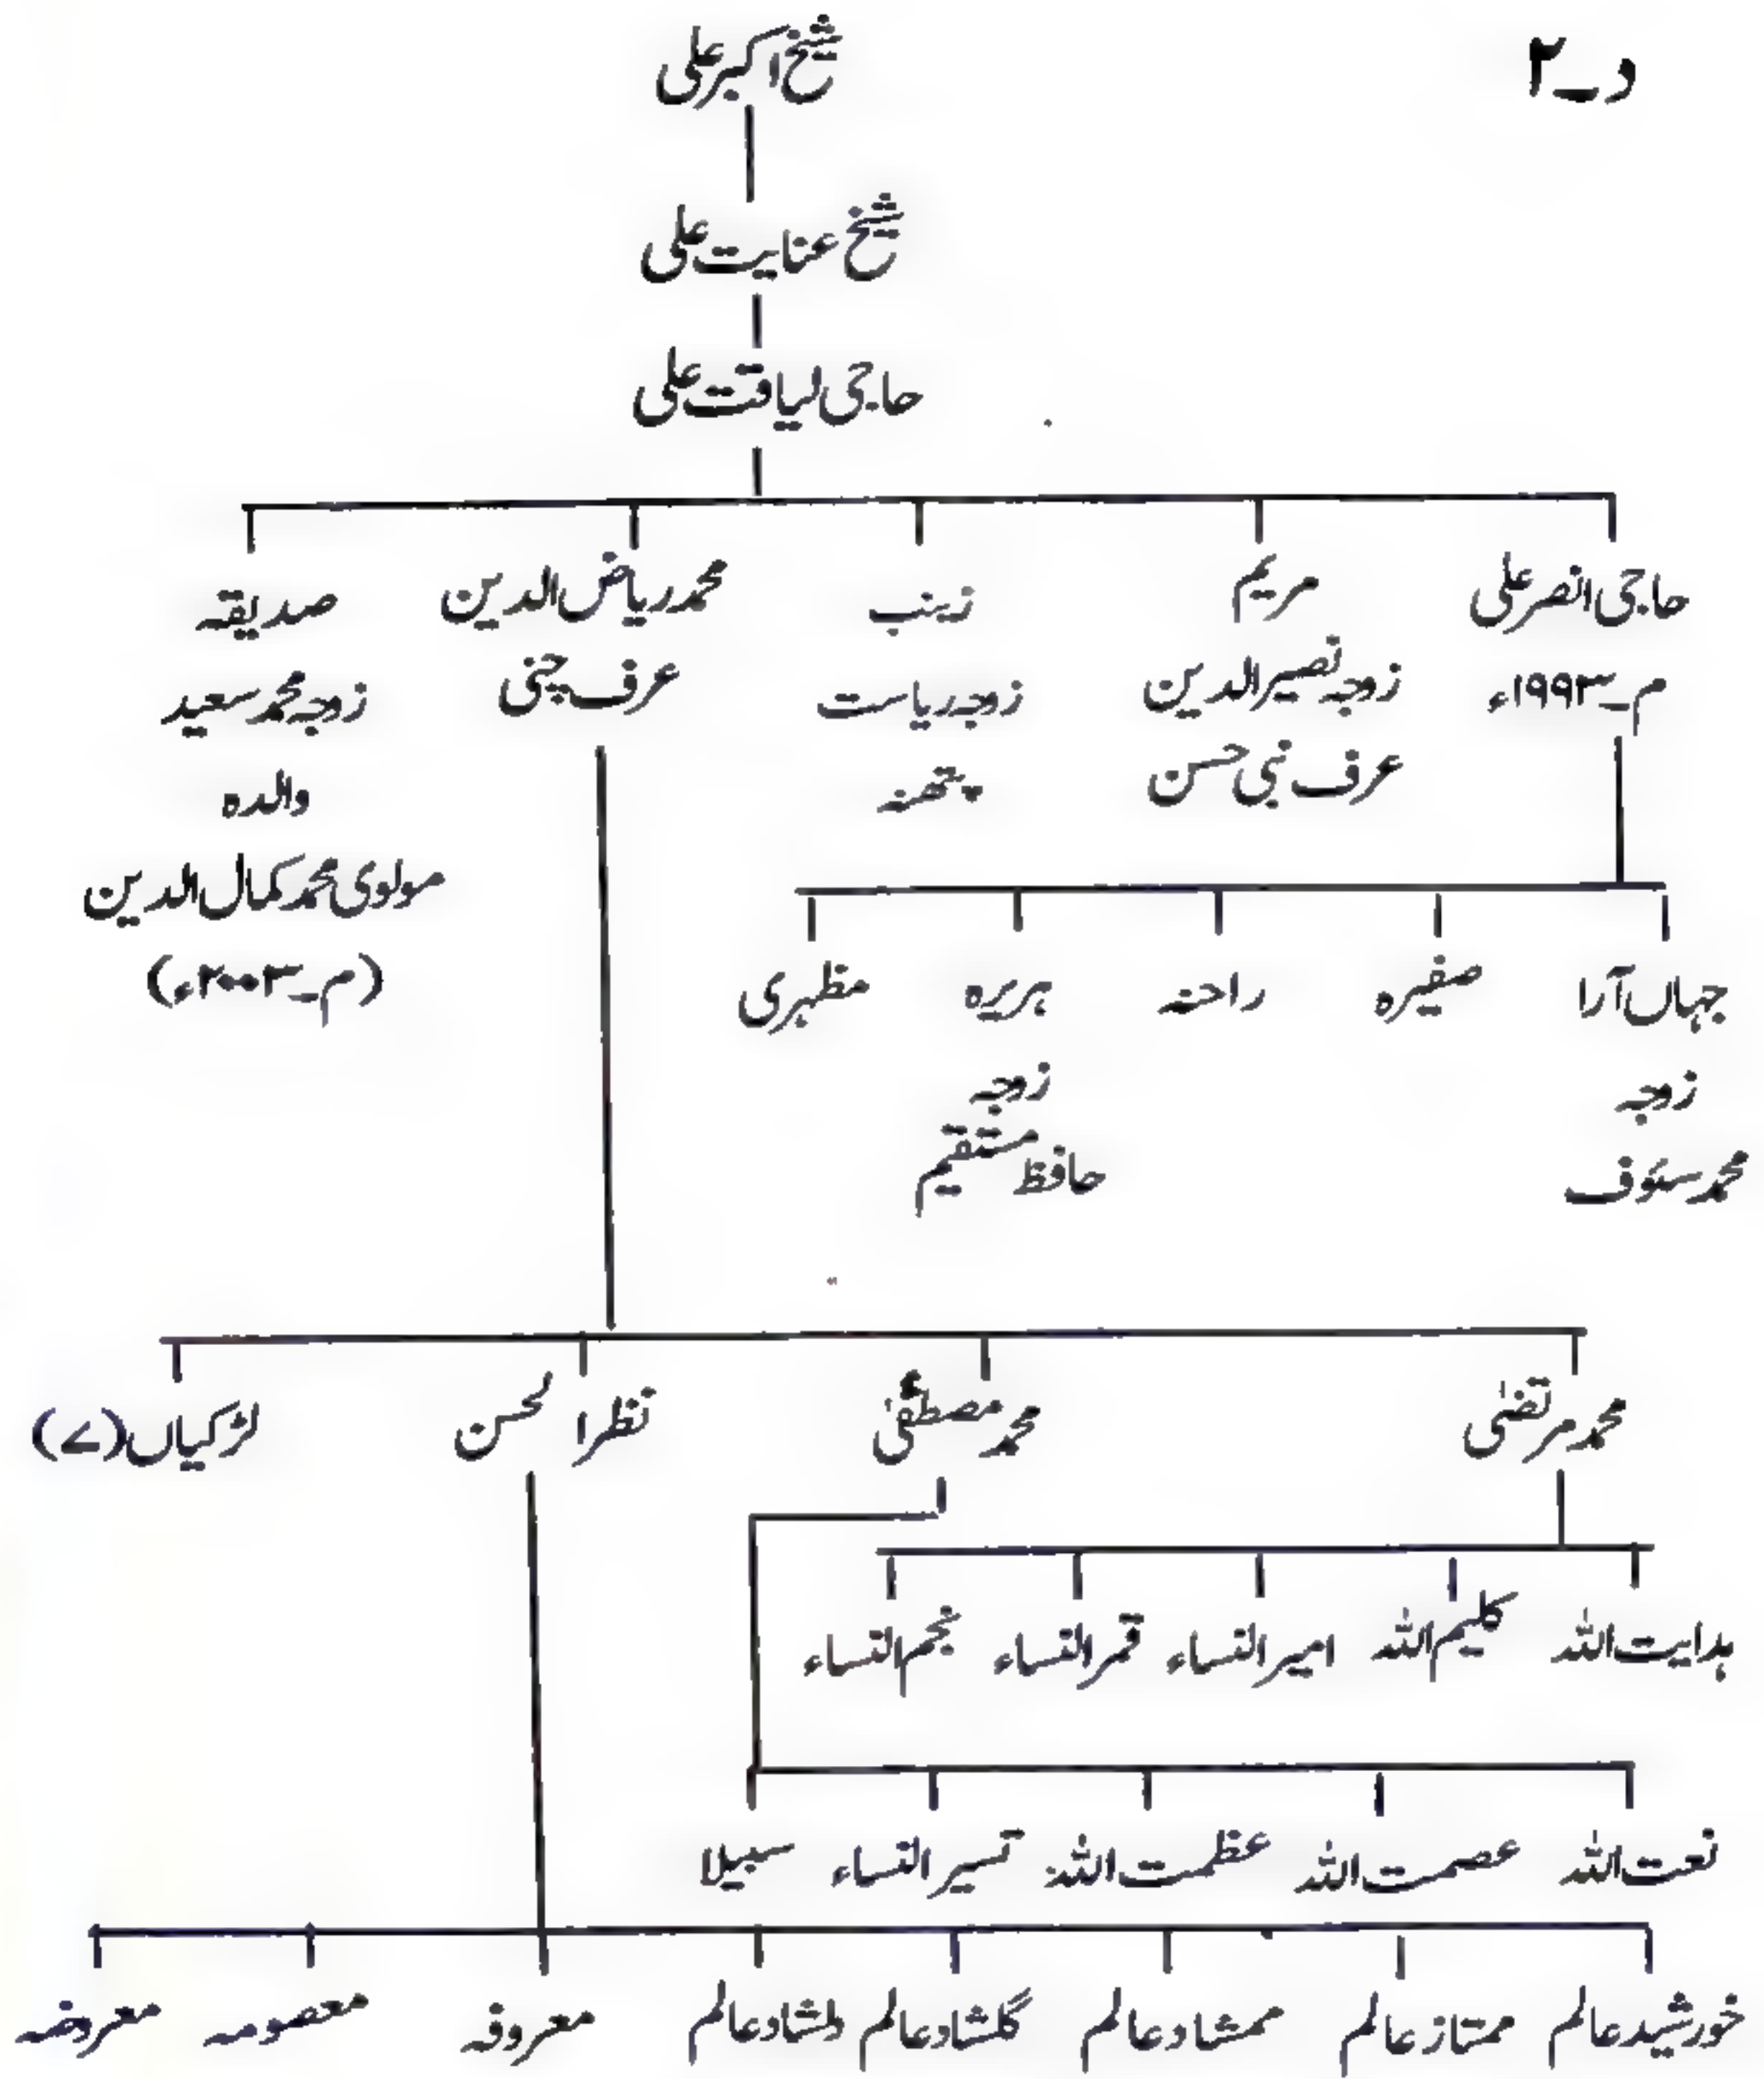 د۔۲
شیخ اکبر علی
شیخ عنایت علی
حاجی لیاقت علی
حاجی انصر علی
م۔۱۹۹۳ء
مریم
زوجہ نصیر الدین
عرف نبی حسن
زینب
زوجہ ریاست
پتھنہ
محمد ریاض الدین
عرف چنی
صدیقہ
زوجہ محمد سعید
والدہ
مولوی محمد کمال الدین
(م۔۲۰۰۳ء)
جہاں آرا
زوجہ
محمد سئوف
صفیرہ
راحنہ
ہریرہ
زوجہ
حافظ مستقیم
مظہری
محمد مرتضیٰ
محمد مصطفیٰ
نظر الحسن
لڑکیاں (۷)
ہدایت اللہ
کلیم اللہ
امیر النساء
قمر النساء
نجم النساء
نعت اللہ
عصمت اللہ
عظمت اللہ
تسیر النساء
سبیلا
خورشید عالم
ممتاز عالم
ممشاد عالم
گلشاد عالم
دلشاد عالم
معروفہ
معصومہ
معروضہ